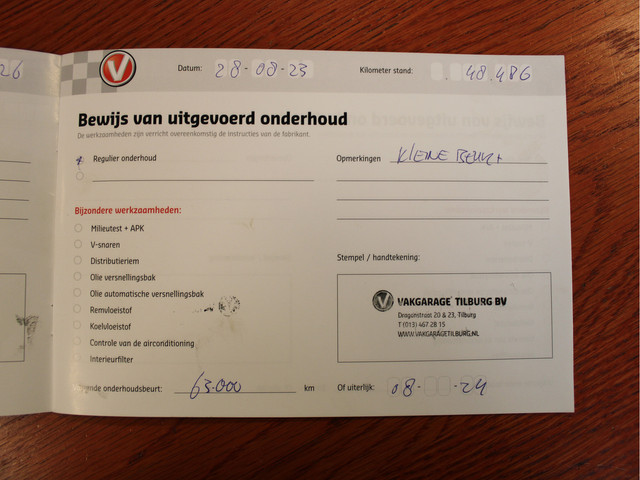 26
V
Datum: 28-08-23 Kilometer stand: 48.486
Bewijs van uitgevoerd onderhoud
De werkzaamheden zijn verricht overeenkomstig de instructies van de fabrikant.
Regulier onderhoud
Opmerkingen KLEINE BEURT
Bijzondere werkzaamheden:
Milieutest + APK
V-snaren
Distributieriem
Olie versnellingsbak
Olie automatische versnellingsbak
Remvloeistof
Koelvloeistof
Controle van de airconditioning
Interieurfilter
Stempel / handtekening:
VAKGARAGE TILBURG BV
Dragonstraat 20 & 23, Tilburg
T (013) 467 28 15
WWW.VAKGARAGETILBURG.NL
onderhoudsbeurt: 63.000 km Of uiterlijk: 08- -24